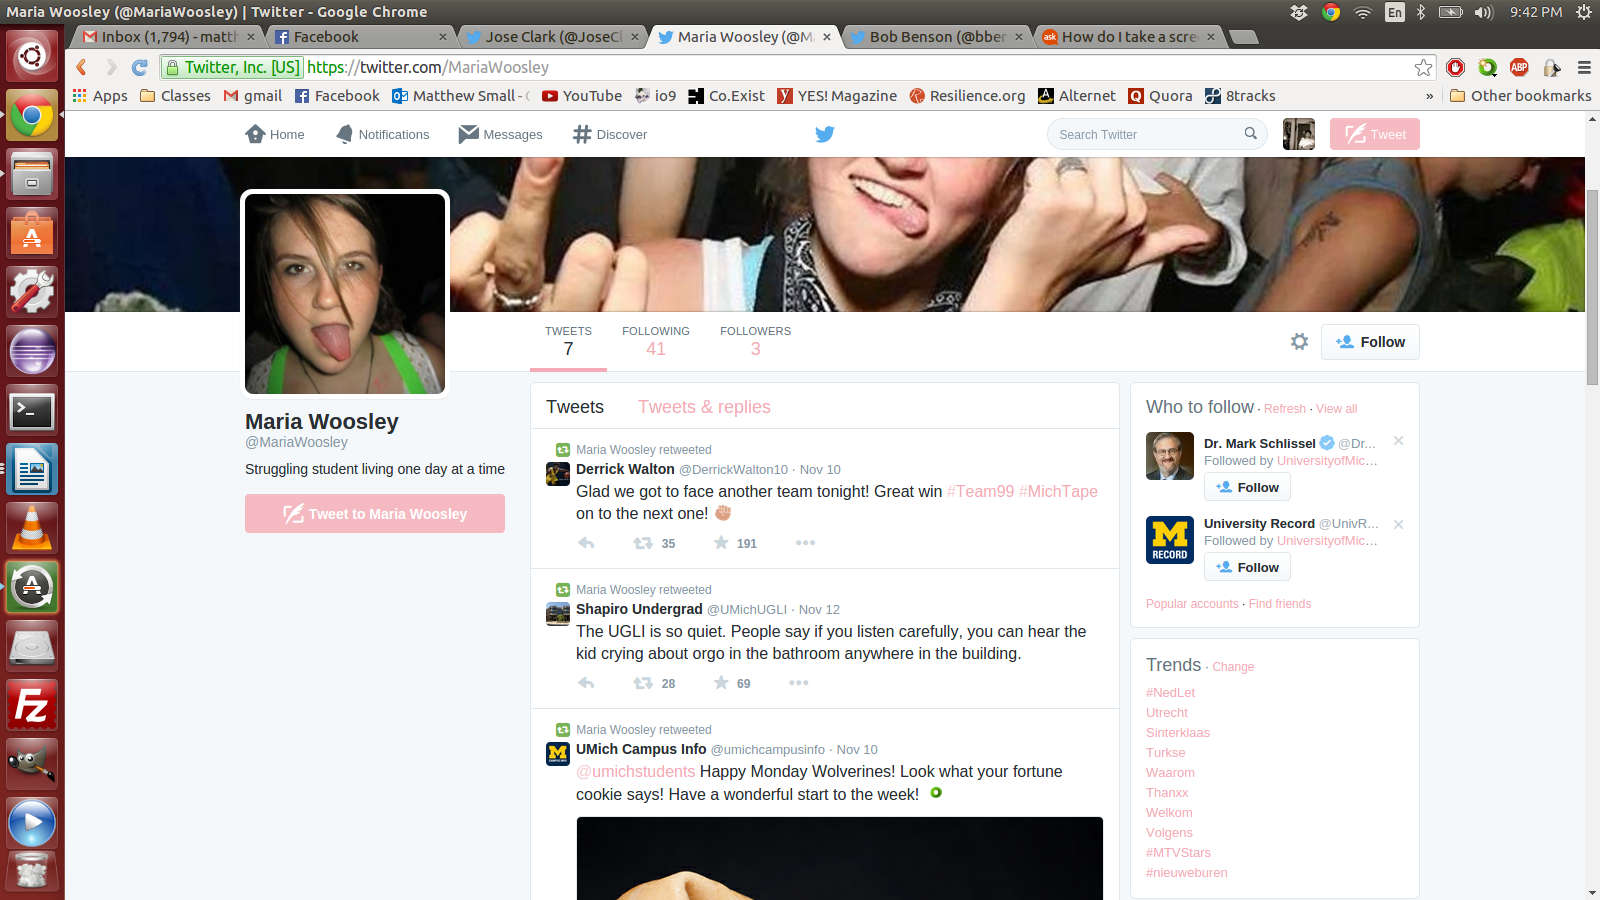 Maria Woosley (@MariaWoosley) | Twitter - Google Chrome
En
9:42 PM
Inbox (1,794) - matth
Facebook
Jose Clark (@JoseCl
Maria Woosley (@Ma
Bob Benson (@bben
ask
How do I take a scre
Twitter, Inc. [US]
https://twitter.com/MariaWoosley
ABP
Apps
Classes
gmail
Facebook
Matthew Small - C
YouTube
io9
Co.Exist
YES! Magazine
Resilience.org
Alternet
Quora
8tracks
»
Other bookmarks
Home
Notifications
Messages
Discover
Search Twitter
Tweet
TWEETS
FOLLOWING
FOLLOWERS
7
41
3
Follow
Maria Woosley
@MariaWoosley
Struggling student living one day at a time
Tweet to Maria Woosley
Tweets
Tweets & replies
Maria Woosley retweeted
Derrick Walton @DerrickWalton10 · Nov 10
Glad we got to face another team tonight! Great win #Team99 #MichTape
on to the next one!
35
191
Maria Woosley retweeted
Shapiro Undergrad @UMichUGLI · Nov 12
The UGLI is so quiet. People say if you listen carefully, you can hear the
kid crying about orgo in the bathroom anywhere in the building.
28
69
Maria Woosley retweeted
UMich Campus Info @umichcampusinfo · Nov 10
@umichstudents Happy Monday Wolverines! Look what your fortune
cookie says! Have a wonderful start to the week!
Who to follow · Refresh · View all
Dr. Mark Schlissel @Dr...
Followed by UniversityofMic...
Follow
M
RECORD
University Record @UnivR...
Followed by UniversityofMic...
Follow
Popular accounts · Find friends
Trends · Change
#NedLet
Utrecht
Sinterklaas
Turkse
Waarom
Thanxx
Welkom
Volgens
#MTVStars
#nieuweburen